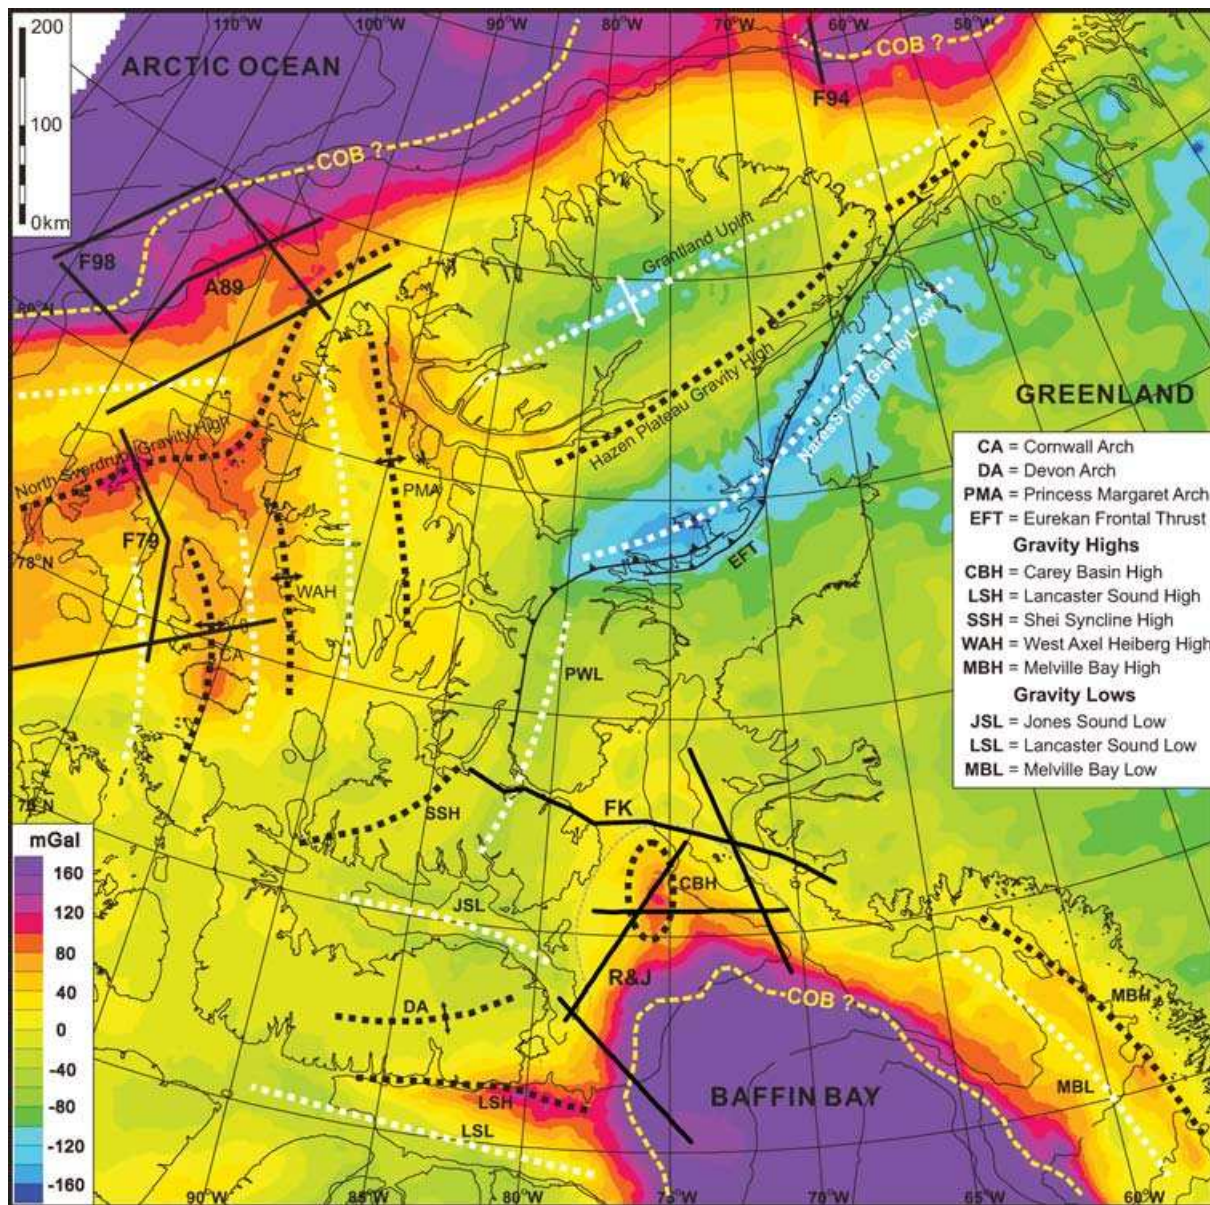 200
100
0km
110°W
100°W
90°W
80°W
70°W
60°W
50°W
ARCTIC OCEAN
COB ?
F94
COB ?
F98
A89
80°N
Grantland Uplift
Hazen Plateau Gravity High
Nares Strait Gravity Low
GREENLAND
North Sverdrup Gravity High
PMA
F79
78°N
WAH
CA
EFT
PWL
CA = Cornwall Arch
DA = Devon Arch
PMA = Princess Margaret Arch
EFT = Eurekan Frontal Thrust
Gravity Highs
CBH = Carey Basin High
LSH = Lancaster Sound High
SSH = Shei Syncline High
WAH = West Axel Heiberg High
MBH = Melville Bay High
Gravity Lows
JSL = Jones Sound Low
LSL = Lancaster Sound Low
MBL = Melville Bay Low
SSH
FK
CBH
JSL
R&J
DA
COB ?
MBH
MBL
LSH
LSL
BAFFIN BAY
mGal
160
120
80
40
0
-40
-80
-120
-160
90°W
85°W
80°W
75°W
70°W
65°W
60°W